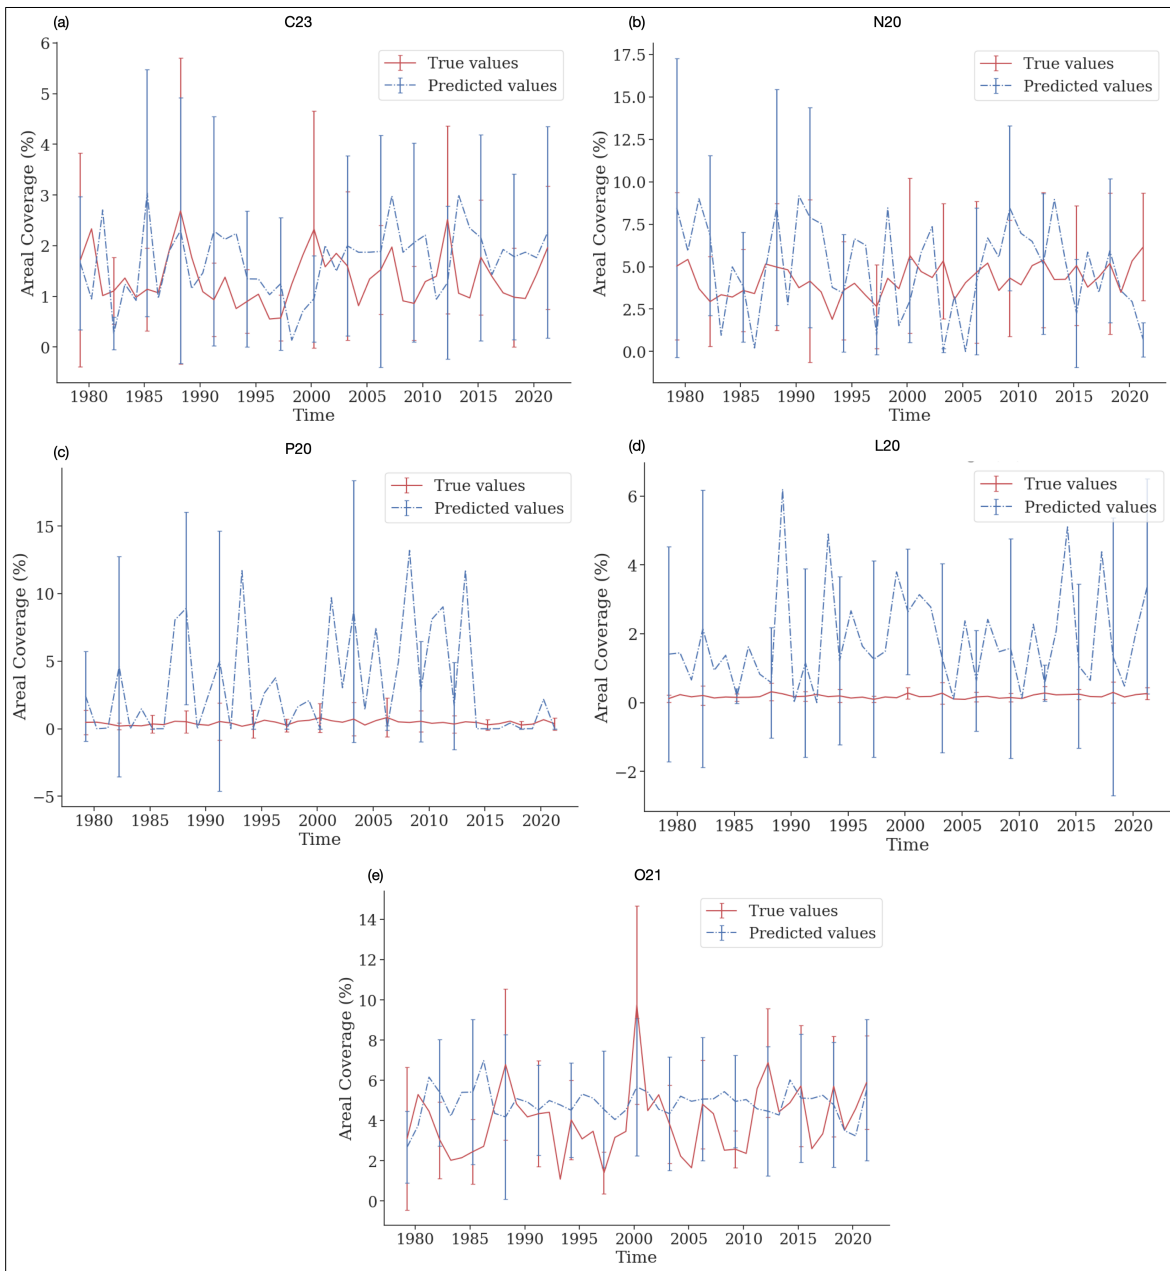 (a) C23
6
5
4
3
2
1
0
Areal Coverage (%)
True values
Predicted values
1980 1985 1990 1995 2000 2005 2010 2015 2020
Time
(b) N20
17.5
15.0
12.5
10.0
7.5
5.0
2.5
0.0
Areal Coverage (%)
True values
Predicted values
1980 1985 1990 1995 2000 2005 2010 2015 2020
Time
(c) P20
15
10
5
0
−5
Areal Coverage (%)
True values
Predicted values
1980 1985 1990 1995 2000 2005 2010 2015 2020
Time
(d) L20
6
4
2
0
−2
Areal Coverage (%)
True values
Predicted values
1980 1985 1990 1995 2000 2005 2010 2015 2020
Time
(e) O21
14
12
10
8
6
4
2
0
Areal Coverage (%)
True values
Predicted values
1980 1985 1990 1995 2000 2005 2010 2015 2020
Time